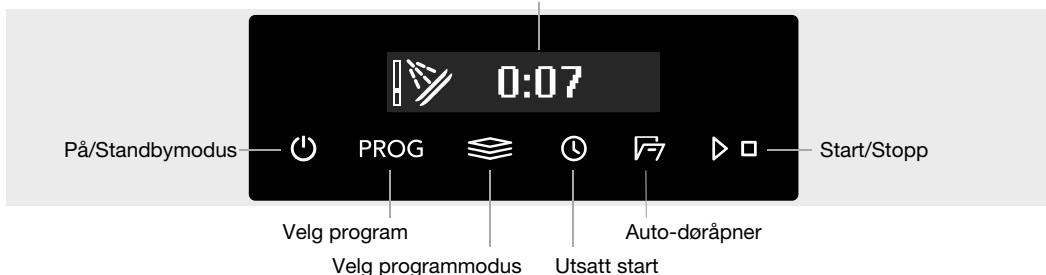 0:07
På/Standbymodus
PROG
Start/Stopp
Velg program
Auto-døråpner
Velg programmodus
Utsatt start